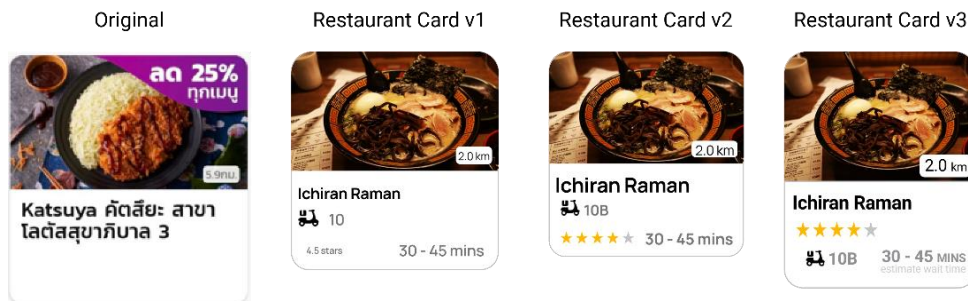 Original
Restaurant Card v1
Restaurant Card v2
Restaurant Card v3
ลด 25%
ทุกเมนู
5.9กม.
Katsuya คัตสึยะ สาขา
โลตัสสุขาภิบาล 3
2.0 km
Ichiran Raman
10
4.5 stars
30 - 45 mins
2.0 km
Ichiran Raman
10B
30 - 45 mins
2.0 km
Ichiran Raman
10B
30 - 45 MINS
estimate wait time